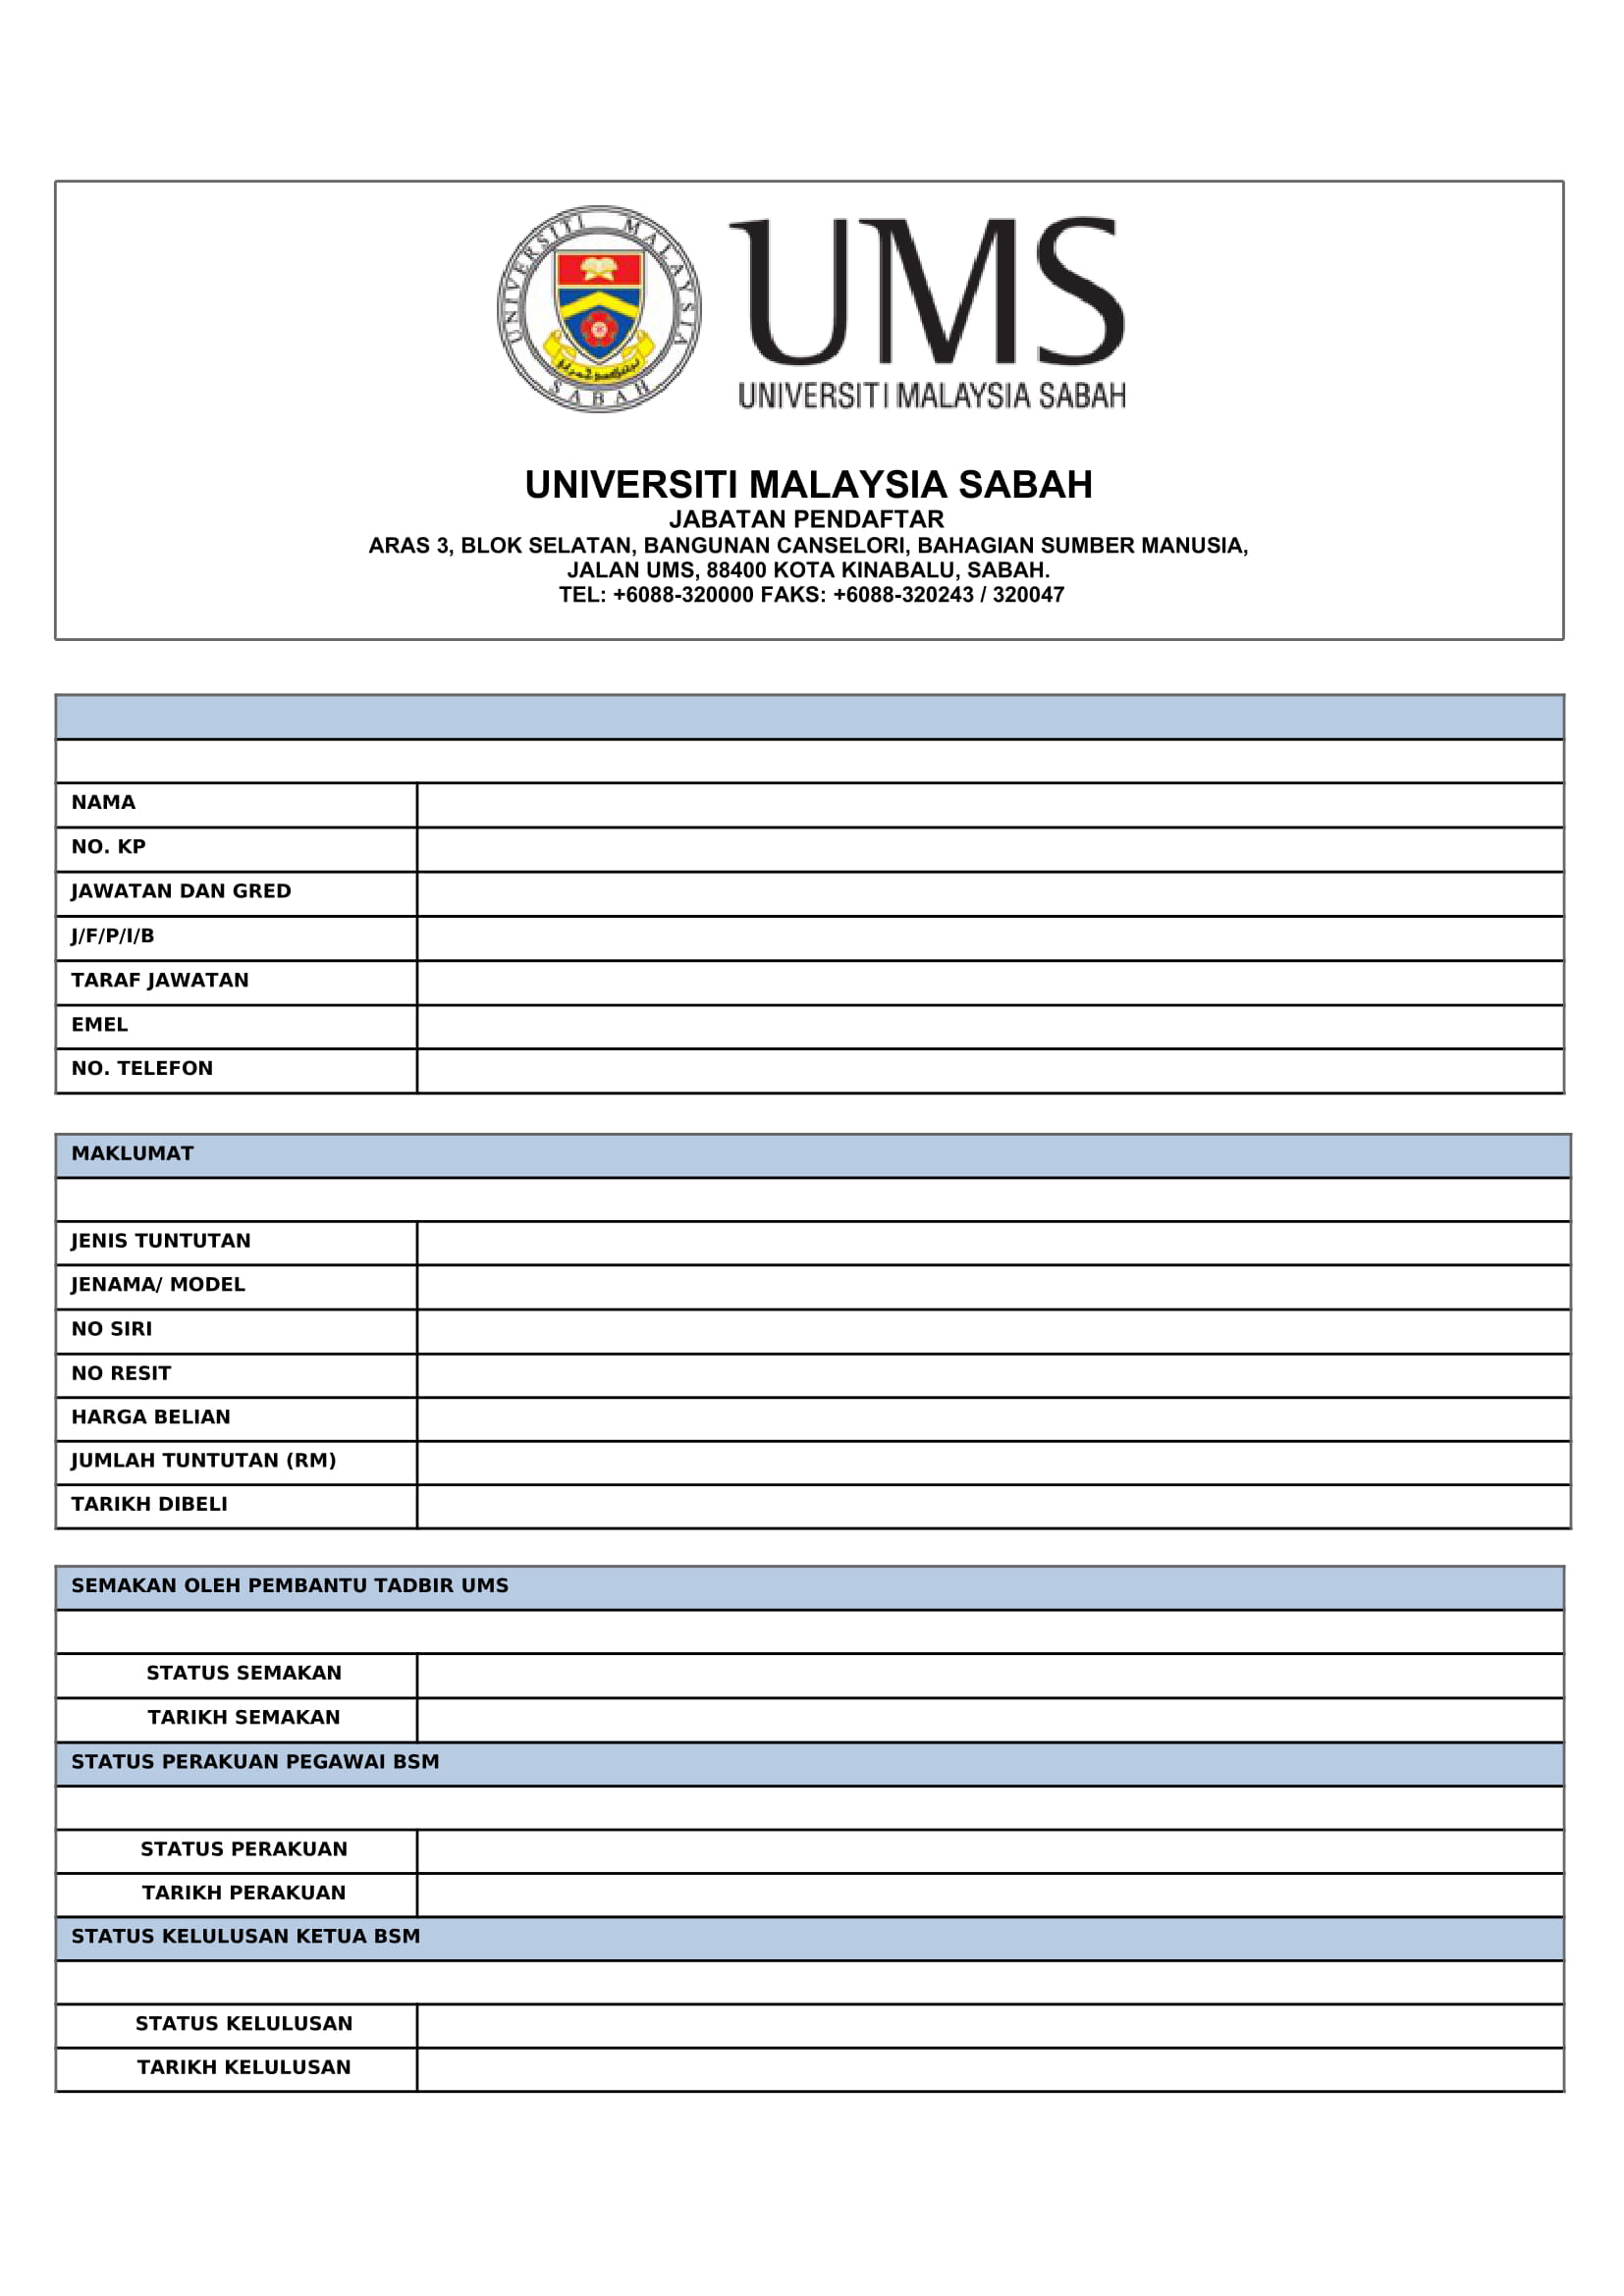 UNIVERSITI MALAYSIA
SABAH
UMS
UNIVERSITI MALAYSIA SABAH
UNIVERSITI MALAYSIA SABAH
JABATAN PENDAFTAR
ARAS 3, BLOK SELATAN, BANGUNAN CANSELORI, BAHAGIAN SUMBER MANUSIA,
JALAN UMS, 88400 KOTA KINABALU, SABAH.
TEL: +6088-320000 FAKS: +6088-320243 / 320047
NAMA
NO. KP
JAWATAN DAN GRED
J/F/P/I/B
TARAF JAWATAN
EMEL
NO. TELEFON
MAKLUMAT
JENIS TUNTUTAN
JENAMA/ MODEL
NO SIRI
NO RESIT
HARGA BELIAN
JUMLAH TUNTUTAN (RM)
TARIKH DIBELI
SEMAKAN OLEH PEMBANTU TADBIR UMS
STATUS SEMAKAN
TARIKH SEMAKAN
STATUS PERAKUAN PEGAWAI BSM
STATUS PERAKUAN
TARIKH PERAKUAN
STATUS KELULUSAN KETUA BSM
STATUS KELULUSAN
TARIKH KELULUSAN